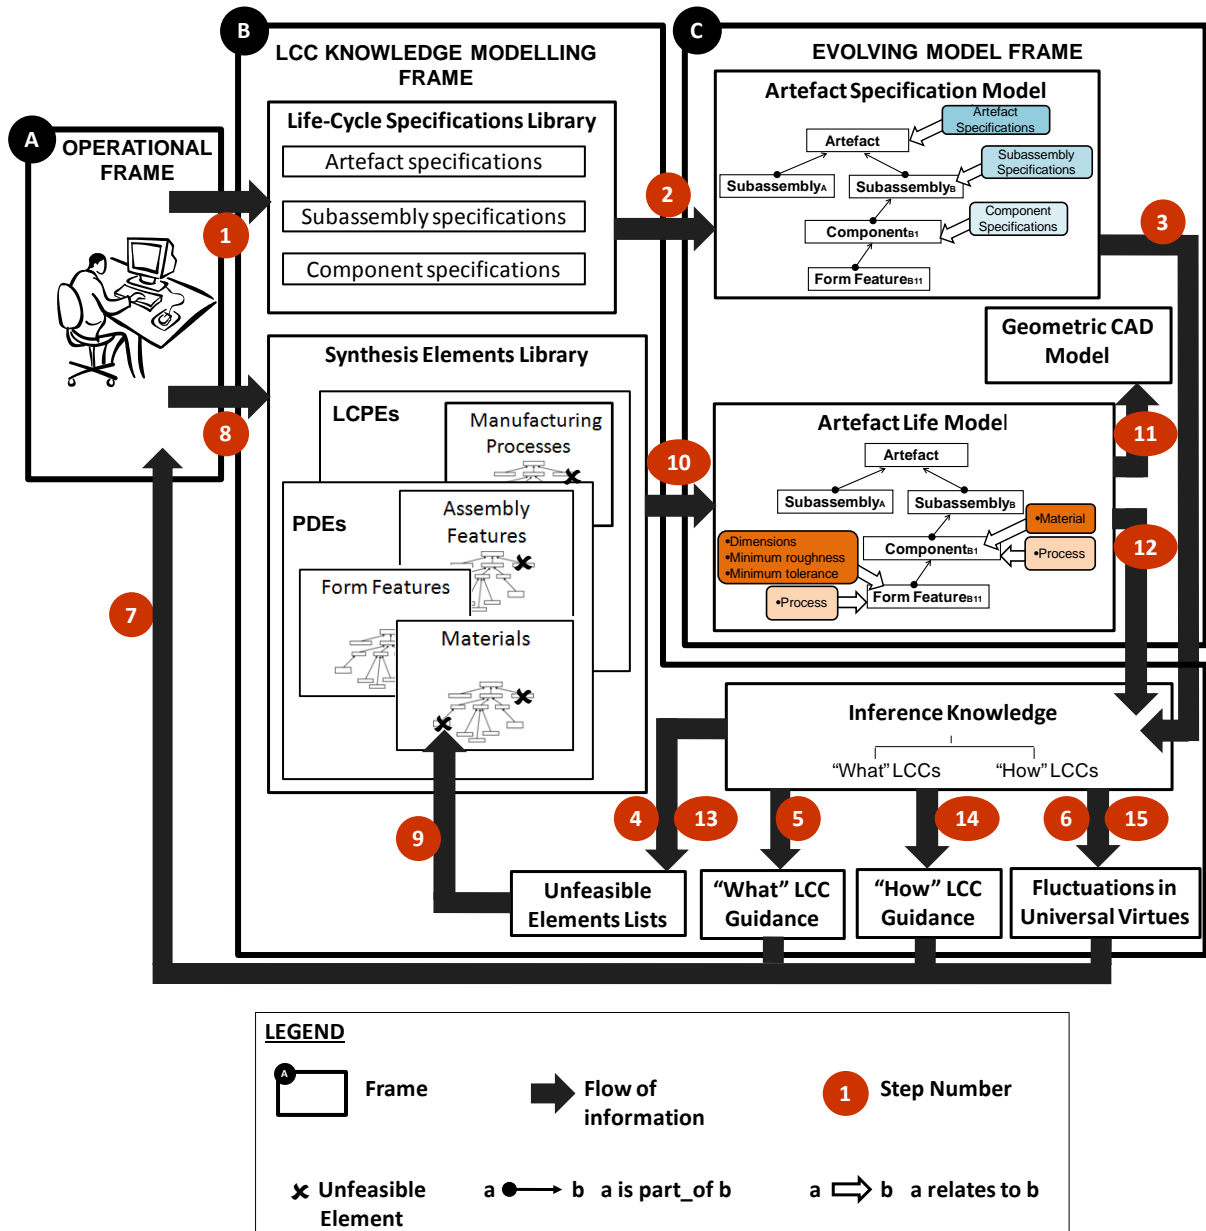 A
OPERATIONAL
FRAME
1
8
7
B
LCC KNOWLEDGE MODELLING
FRAME
Life-Cycle Specifications Library
Artefact specifications
Subassembly specifications
Component specifications
2
Synthesis Elements Library
LCPEs
Manufacturing
Processes
PDEs
Assembly
Features
Form Features
Materials
10
9
C
EVOLVING MODEL FRAME
Artefact Specification Model
Artefact
Specifications
Artefact
Subassembly
Specifications
SubassemblyA
SubassemblyB
Component
Specifications
ComponentB1
Form FeatureB11
3
Geometric CAD
Model
11
Artefact Life Model
Artefact
SubassemblyA
SubassemblyB
•Material
•Dimensions
•Minimum roughness
•Minimum tolerance
ComponentB1
•Process
•Process
Form FeatureB11
12
Inference Knowledge
“What” LCCs
“How” LCCs
4
13
5
14
6
15
Unfeasible
Elements Lists
“What” LCC
Guidance
“How” LCC
Guidance
Fluctuations in
Universal Virtues
LEGEND
A
Frame
Flow of
information
1
Step Number
Unfeasible
Element
a b a is part_of b
a b a relates to b